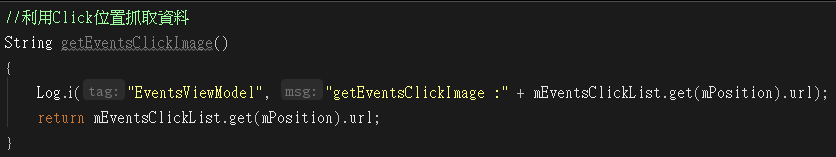 //利用Click位置抓取資料
String getEventsClickImage()
{
Log.i( tag: "EventsViewModel", msg: "getEventsClickImage :" + mEventsClickList.get(mPosition).url);
return mEventsClickList.get(mPosition).url;
}